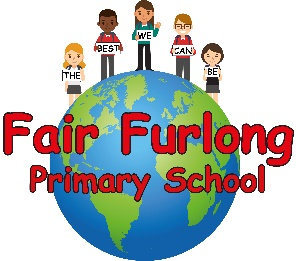 THE BEST WE CAN BE
Fair Furlong
Primary School